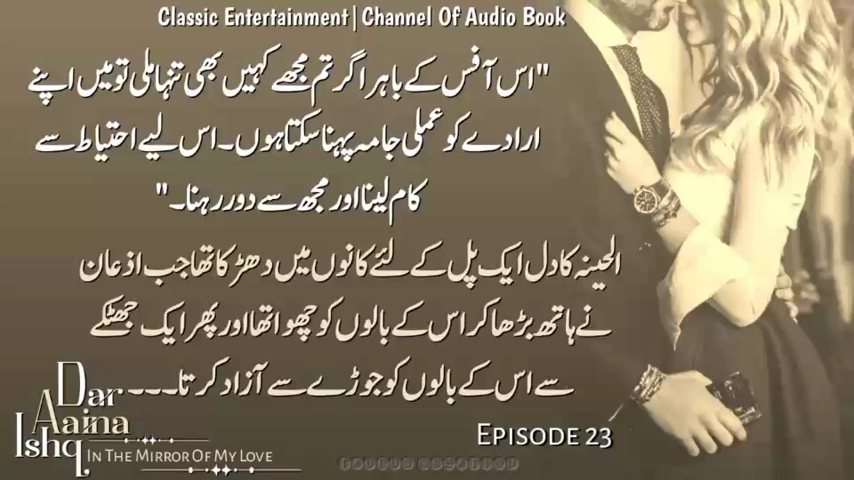 Classic Entertainment|Channel Of Audio Book
"اس آفس کے باہر اگر تم مجھے کہیں بھی تنہا ملی تو میں اپنے
ارادے کو عملی جامہ پہنا سکتا ہوں۔ اس لیے احتیاط سے
کام لینا اور مجھ سے دور رہنا۔"
الحینہ کا دل ایک پل کے لئے کانوں میں دھڑکا تھا جب اذعان
نے ہاتھ بڑھا کر اس کے بالوں کو چھوا تھا اور پھر ایک جھٹکے
سے اس کے بالوں کو جوڑے سے آزاد کرتا۔۔۔۔
Dar
Aaina
Ishq.
In The Mirror Of My Love
Episode 23